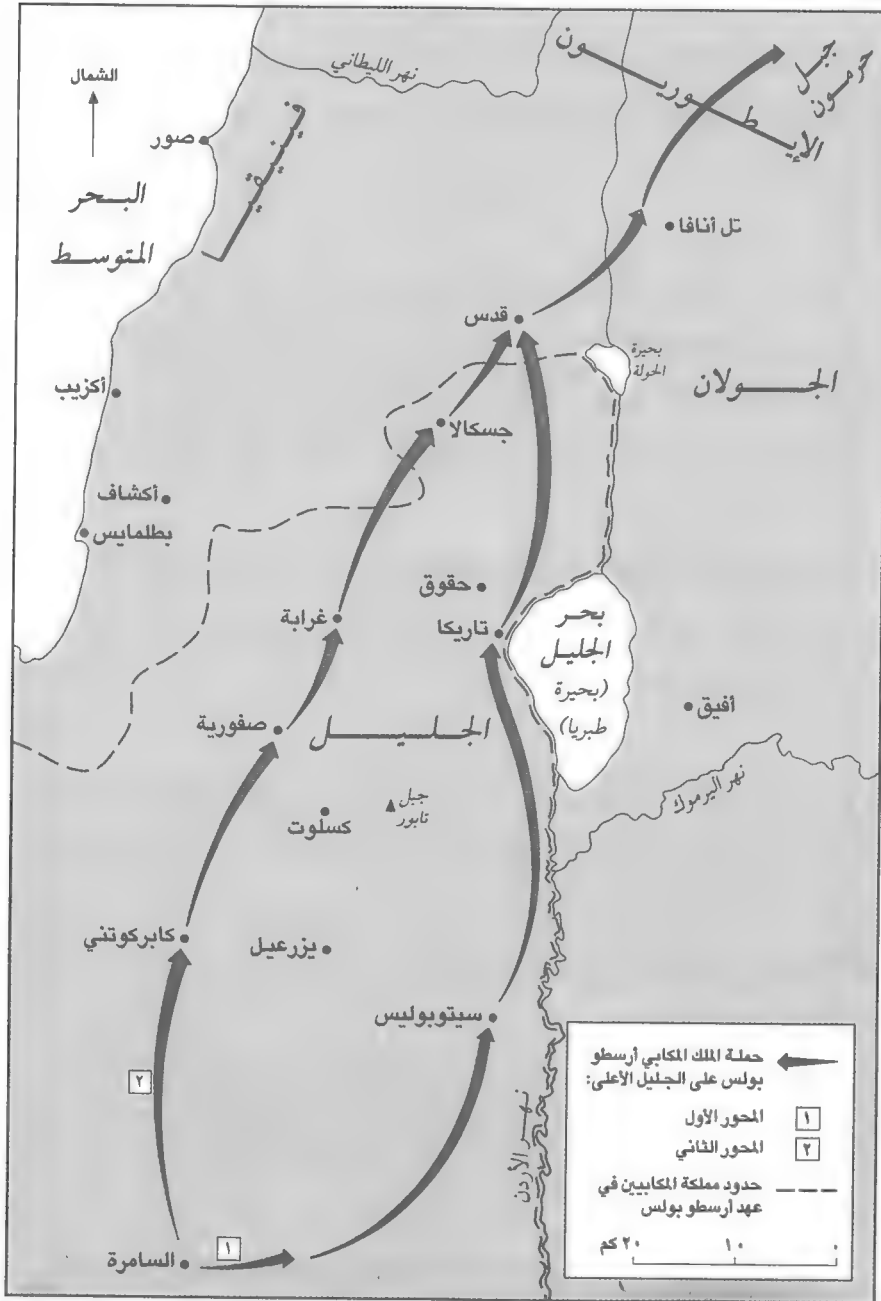 نهر الليطاني
الشمال
صور
فينيقيا
البحر
المتوسط
جبل
حرمون
الإيطوريون
تل أنافا
قدس
بحيرة
الحولة
الجولان
أكزيب
جسكالا
أكشاف
بطلمايس
حقوق
غرابة
تاريكا
بحر
الجليل
(بحيرة
طبريا)
أفيق
صفورية
الجليل
نهر اليرموك
جبل
تابور
كسلوت
كابركوتني
يزرعيل
سيتوبوليس
٢
نهر الأردن
السامرة
١
حملة الملك المكابي أرسطو
بولس على الجليل الأعلى:
١ المحور الأول
٢ المحور الثاني
حدود مملكة المكابيين في
عهد أرسطو بولس
٠ ١٠ ٢٠ كم